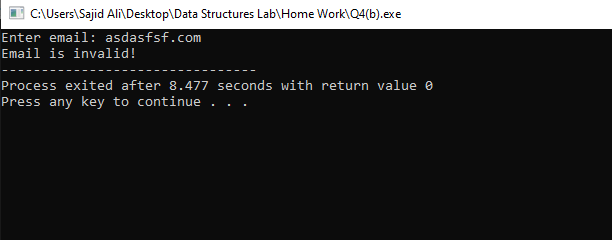 C:\Users\Sajid Ali\Desktop\Data Structures Lab\Home Work\Q4(b).exe
Enter email: asdasfsf.com
Email is invalid!
--------------------------------
Process exited after 8.477 seconds with return value 0
Press any key to continue . . .